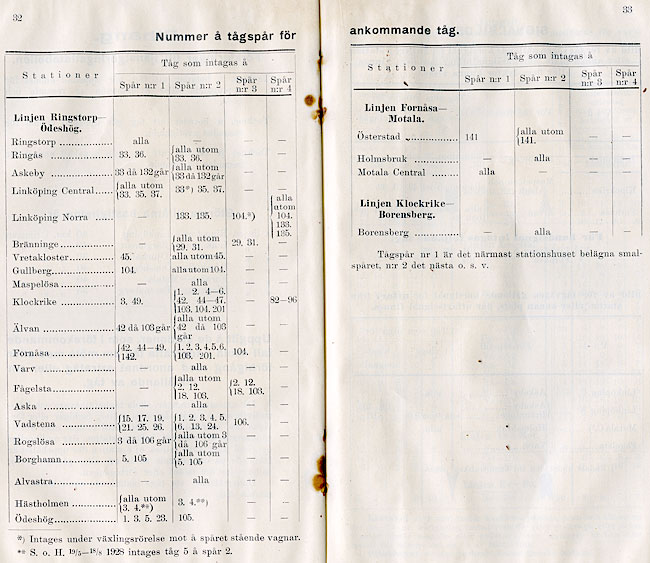 32
Nummer å tågspår för
Stationer
Tåg som intagas å
Spår n:r 1 Spår n:r 2 Spår n:r 3 Spår n:r 4
Linjen Ringstorp—
Ödeshög.
Ringstorp ............... alla — — —
Ringås ............... 33. 36. {alla utom 33. 36. — —
Askeby ............... 33 då 132 går {alla utom 33 då 132 går — —
Linköping Central...... {alla utom 33. 35. 37. 33*) 35. 37. — —
Linköping Norra ...... — 133. 135. 104.*) {alla utom 104. 133. 135.
Bränninge ............... — {alla utom 29. 31. 29. 31. —
Vretakloster ............... 45. alla utom 45. — —
Gullberg ............... 104. alla utom 104. — —
Maspelösa ............... — alla — —
Klockrike ............... 3. 49. {1. 2. 4—6. 42. 44—47. 103. 104. 201 — 82—96
Älvan ............... 42 då 103 går {alla utom 42 då 103 går — —
Fornåsa ............... {42. 44—49. 142. {1. 2. 3. 4. 5. 6. 103. 201. 104. —
Varv ............... — alla — —
Fågelsta ............... — {alla utom 2. 12. 18. 103. {2. 12. 18. 103. —
Aska ............... — alla — —
Vadstena ............... {15. 17. 19. 21. 25. 26. {1. 2. 3. 4. 5. 6. 13. 24. 106. —
Rogslösa ............... 3 då 106 går {alla utom 3 då 106 går — —
Borghamn ............... 5. 105 {alla utom 5. 105 — —
Alvastra ............... — alla — —
Hästholmen ............... {alla utom 3. 4.**) 3. 4.**) — —
Ödeshög ............... 1. 3. 5. 23. 105. — —
*) Intages under växlingsrörelse mot å spåret stående vagnar.
** S. o. H. 19/5—18/8 1928 intages tåg 5 å spår 2.
33
ankommande tåg.
Stationer
Tåg som intagas å
Spår n:r 1 Spår n:r 2 Spår n:r 3 Spår n:r 4
Linjen Fornåsa—
Motala.
Österstad ............... 141 {alla utom 141. — —
Holmsbruk ............... — alla — —
Motala Central ......... alla — — —
Linjen Klockrike—
Borensberg.
Borensberg ............... — alla — —
Tågspår nr 1 är det närmast stationshuset belägna smal-
spåret, n:r 2 det nästa o. s. v.